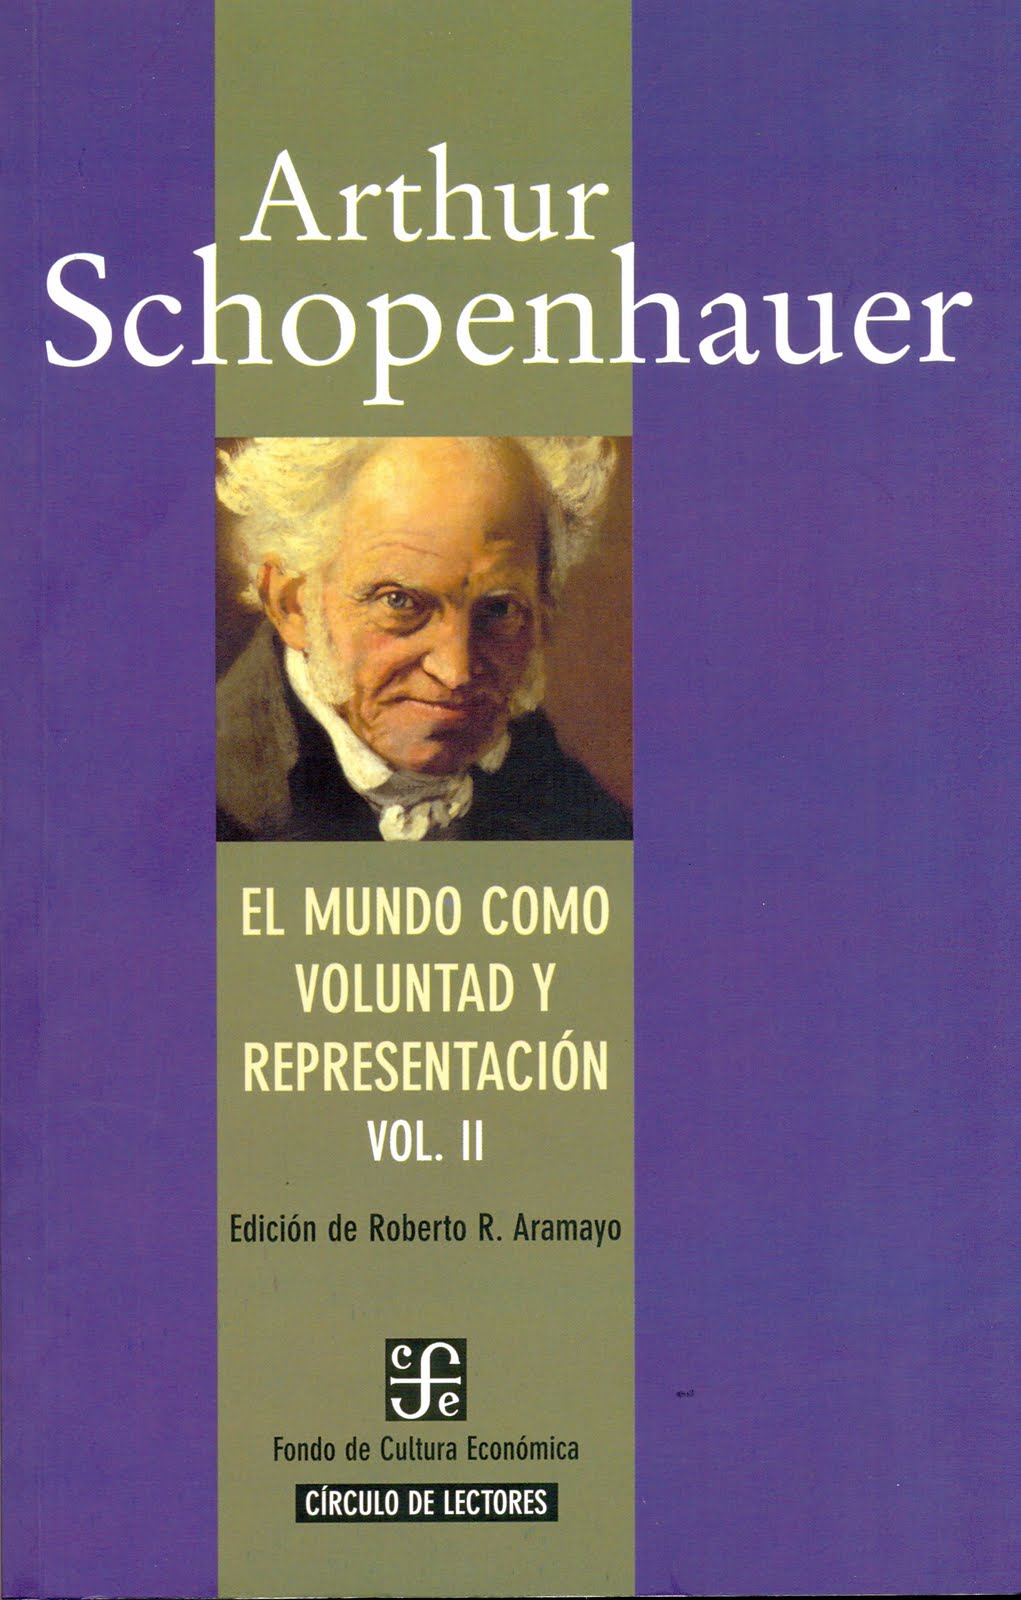 Arthur
Schopenhauer
EL MUNDO COMO
VOLUNTAD Y
REPRESENTACIÓN
VOL. II
Edición de Roberto R. Aramayo
cfe
Fondo de Cultura Económica
CÍRCULO DE LECTORES